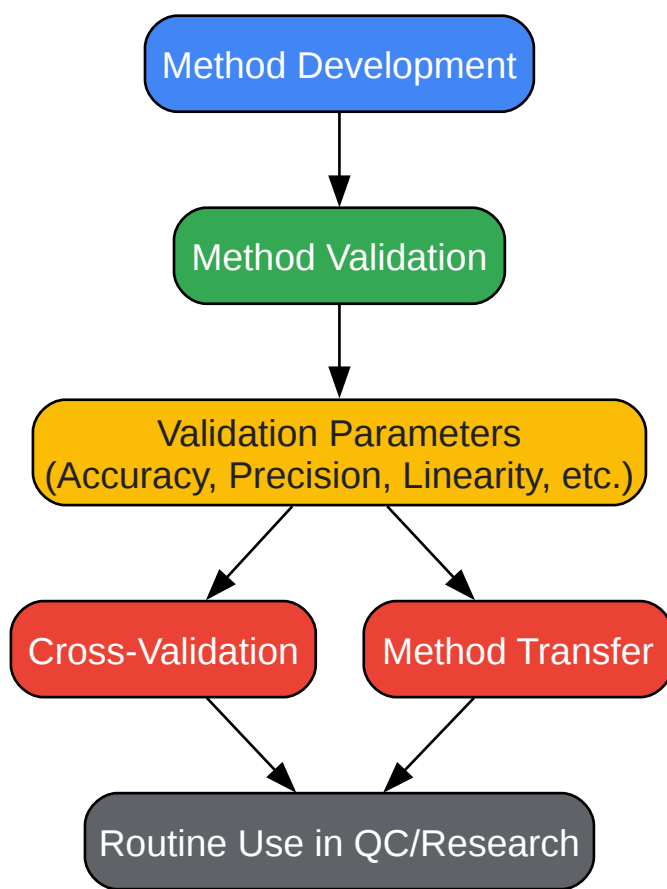 Method Development
Method Validation
Validation Parameters
(Accuracy, Precision, Linearity, etc.)
Cross-Validation
Method Transfer
Routine Use in QC/Research